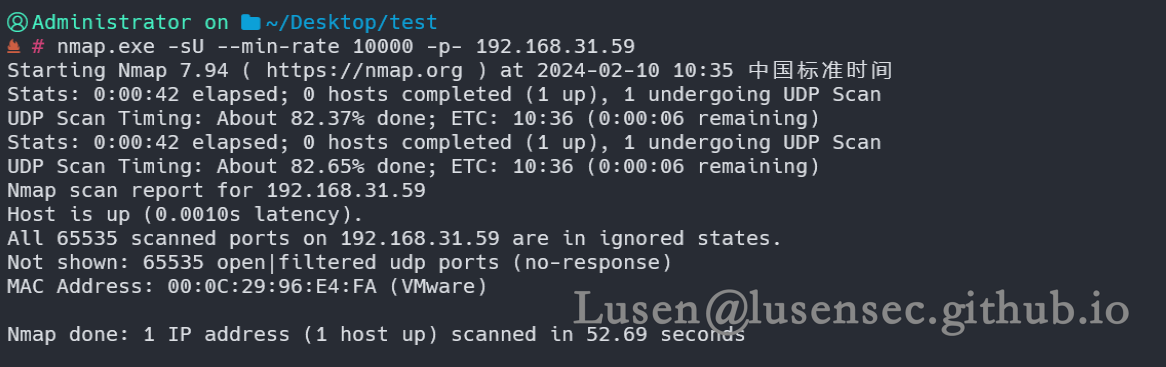 Administrator on ~/Desktop/test
# nmap.exe -sU --min-rate 10000 -p- 192.168.31.59
Starting Nmap 7.94 ( https://nmap.org ) at 2024-02-10 10:35 中国标准时间
Stats: 0:00:42 elapsed; 0 hosts completed (1 up), 1 undergoing UDP Scan
UDP Scan Timing: About 82.37% done; ETC: 10:36 (0:00:06 remaining)
Stats: 0:00:42 elapsed; 0 hosts completed (1 up), 1 undergoing UDP Scan
UDP Scan Timing: About 82.65% done; ETC: 10:36 (0:00:06 remaining)
Nmap scan report for 192.168.31.59
Host is up (0.0010s latency).
All 65535 scanned ports on 192.168.31.59 are in ignored states.
Not shown: 65535 open|filtered udp ports (no-response)
MAC Address: 00:0C:29:96:E4:FA (VMware)
Lusen@lusensec.github.io
Nmap done: 1 IP address (1 host up) scanned in 52.69 seconds